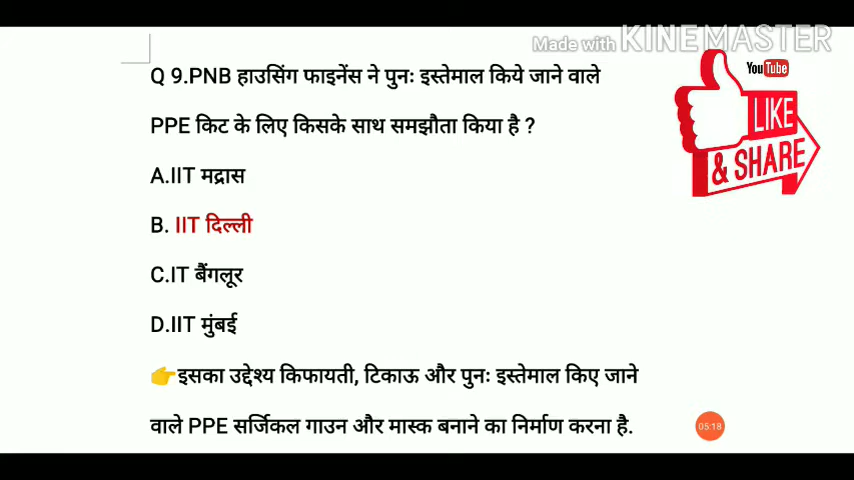 Made with KINEMASTER
Q 9.PNB हाउसिंग फाइनेंस ने पुनः इस्तेमाल किये जाने वाले
PPE किट के लिए किसके साथ समझौता किया है ?
A.IIT मद्रास
B. IIT दिल्ली
C.IT बैंगलूर
D.IIT मुंबई
👉इसका उद्देश्य किफायती, टिकाऊ और पुनः इस्तेमाल किए जाने
वाले PPE सर्जिकल गाउन और मास्क बनाने का निर्माण करना है.
YouTube
LIKE
& SHARE
05:18